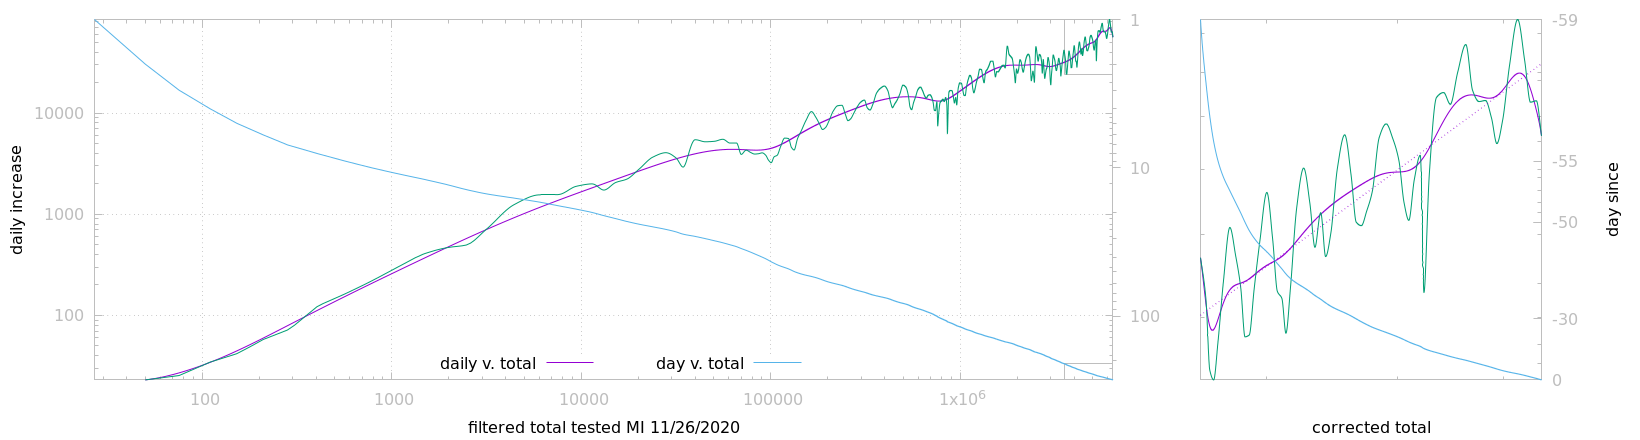 daily increase
10000
1000
100
100
1000
10000
100000
1x10^6
1
10
100
daily v. total
day v. total
filtered total tested MI 11/26/2020
-59
-55
-50
-30
0
day since
corrected total